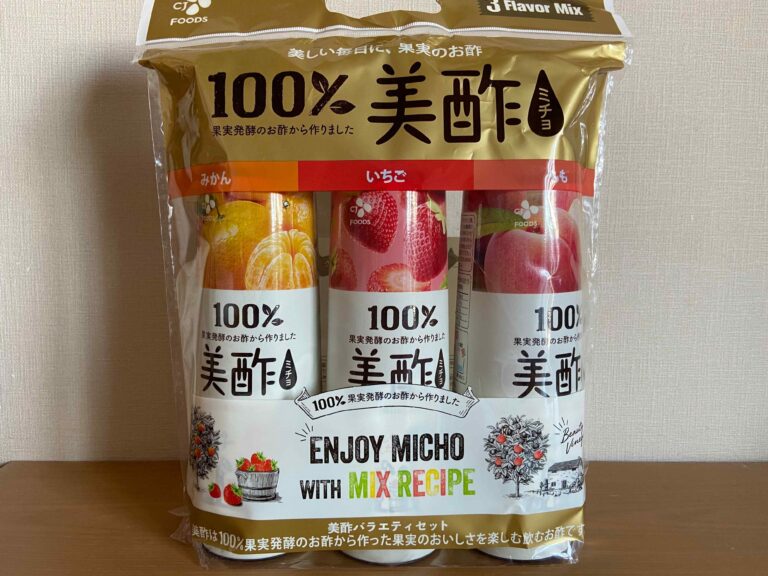 CJ
FOODS
3 Flavor Mix
美しい毎日に、果実のお酢
100%
果実発酵のお酢から作りました
美酢
ミチョ
みかん
いちご
もも
FOODS
CJ
FOODS
100%
果実発酵のお酢から作りました
美酢
ミチョ
100%
果実発酵のお酢から作りました
美酢
ミチョ
100%
果実発酵のお酢から作りました
美酢
100%果実発酵のお酢から作りました
ENJOY MICHO
WITH MIX RECIPE
美酢バラエティセット
美酢は100%果実発酵のお酢から作った果実のおいしさを楽しむ飲むお酢です